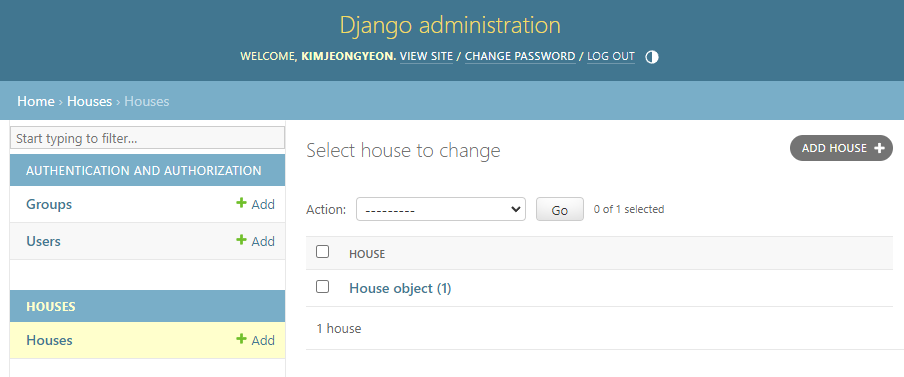 Django administration
WELCOME, KIMJEONGYEON. VIEW SITE / CHANGE PASSWORD / LOG OUT
Home › Houses › Houses
Start typing to filter...
AUTHENTICATION AND AUTHORIZATION
Groups + Add
Users + Add
HOUSES
Houses + Add
Select house to change
ADD HOUSE +
Action: --------- Go 0 of 1 selected
HOUSE
House object (1)
1 house